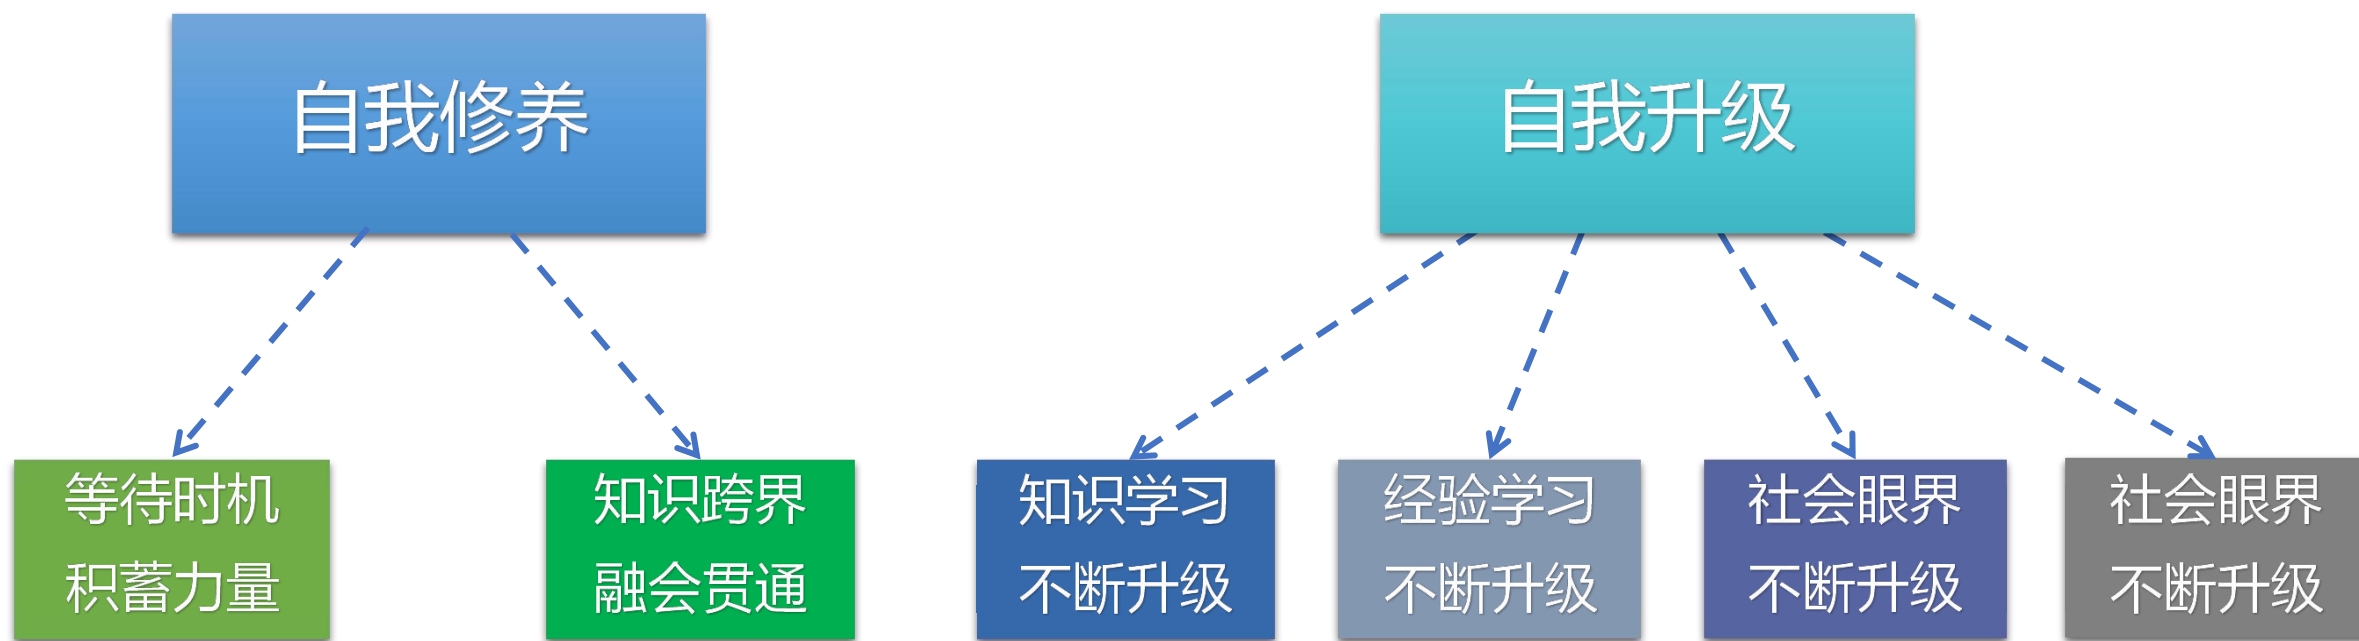 自我修养
自我升级
等待时机
积蓄力量
知识跨界
融会贯通
知识学习
不断升级
经验学习
不断升级
社会眼界
不断升级
社会眼界
不断升级